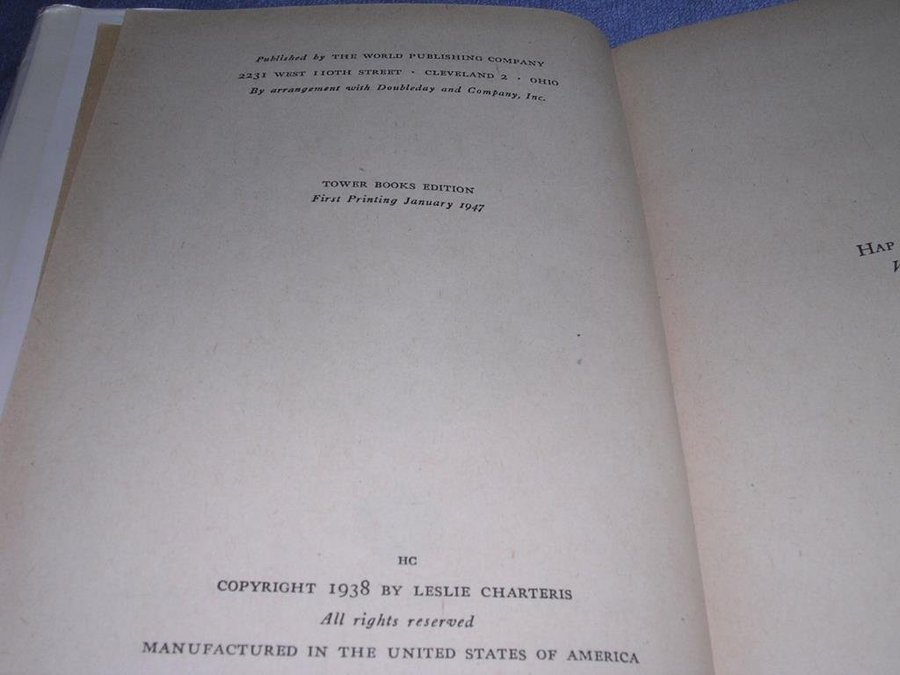 Published by THE WORLD PUBLISHING COMPANY
2231 WEST 110TH STREET · CLEVELAND 2 · OHIO
By arrangement with Doubleday and Company, Inc.
TOWER BOOKS EDITION
First Printing January 1947
HC
COPYRIGHT 1938 BY LESLIE CHARTERIS
All rights reserved
MANUFACTURED IN THE UNITED STATES OF AMERICA
HAP